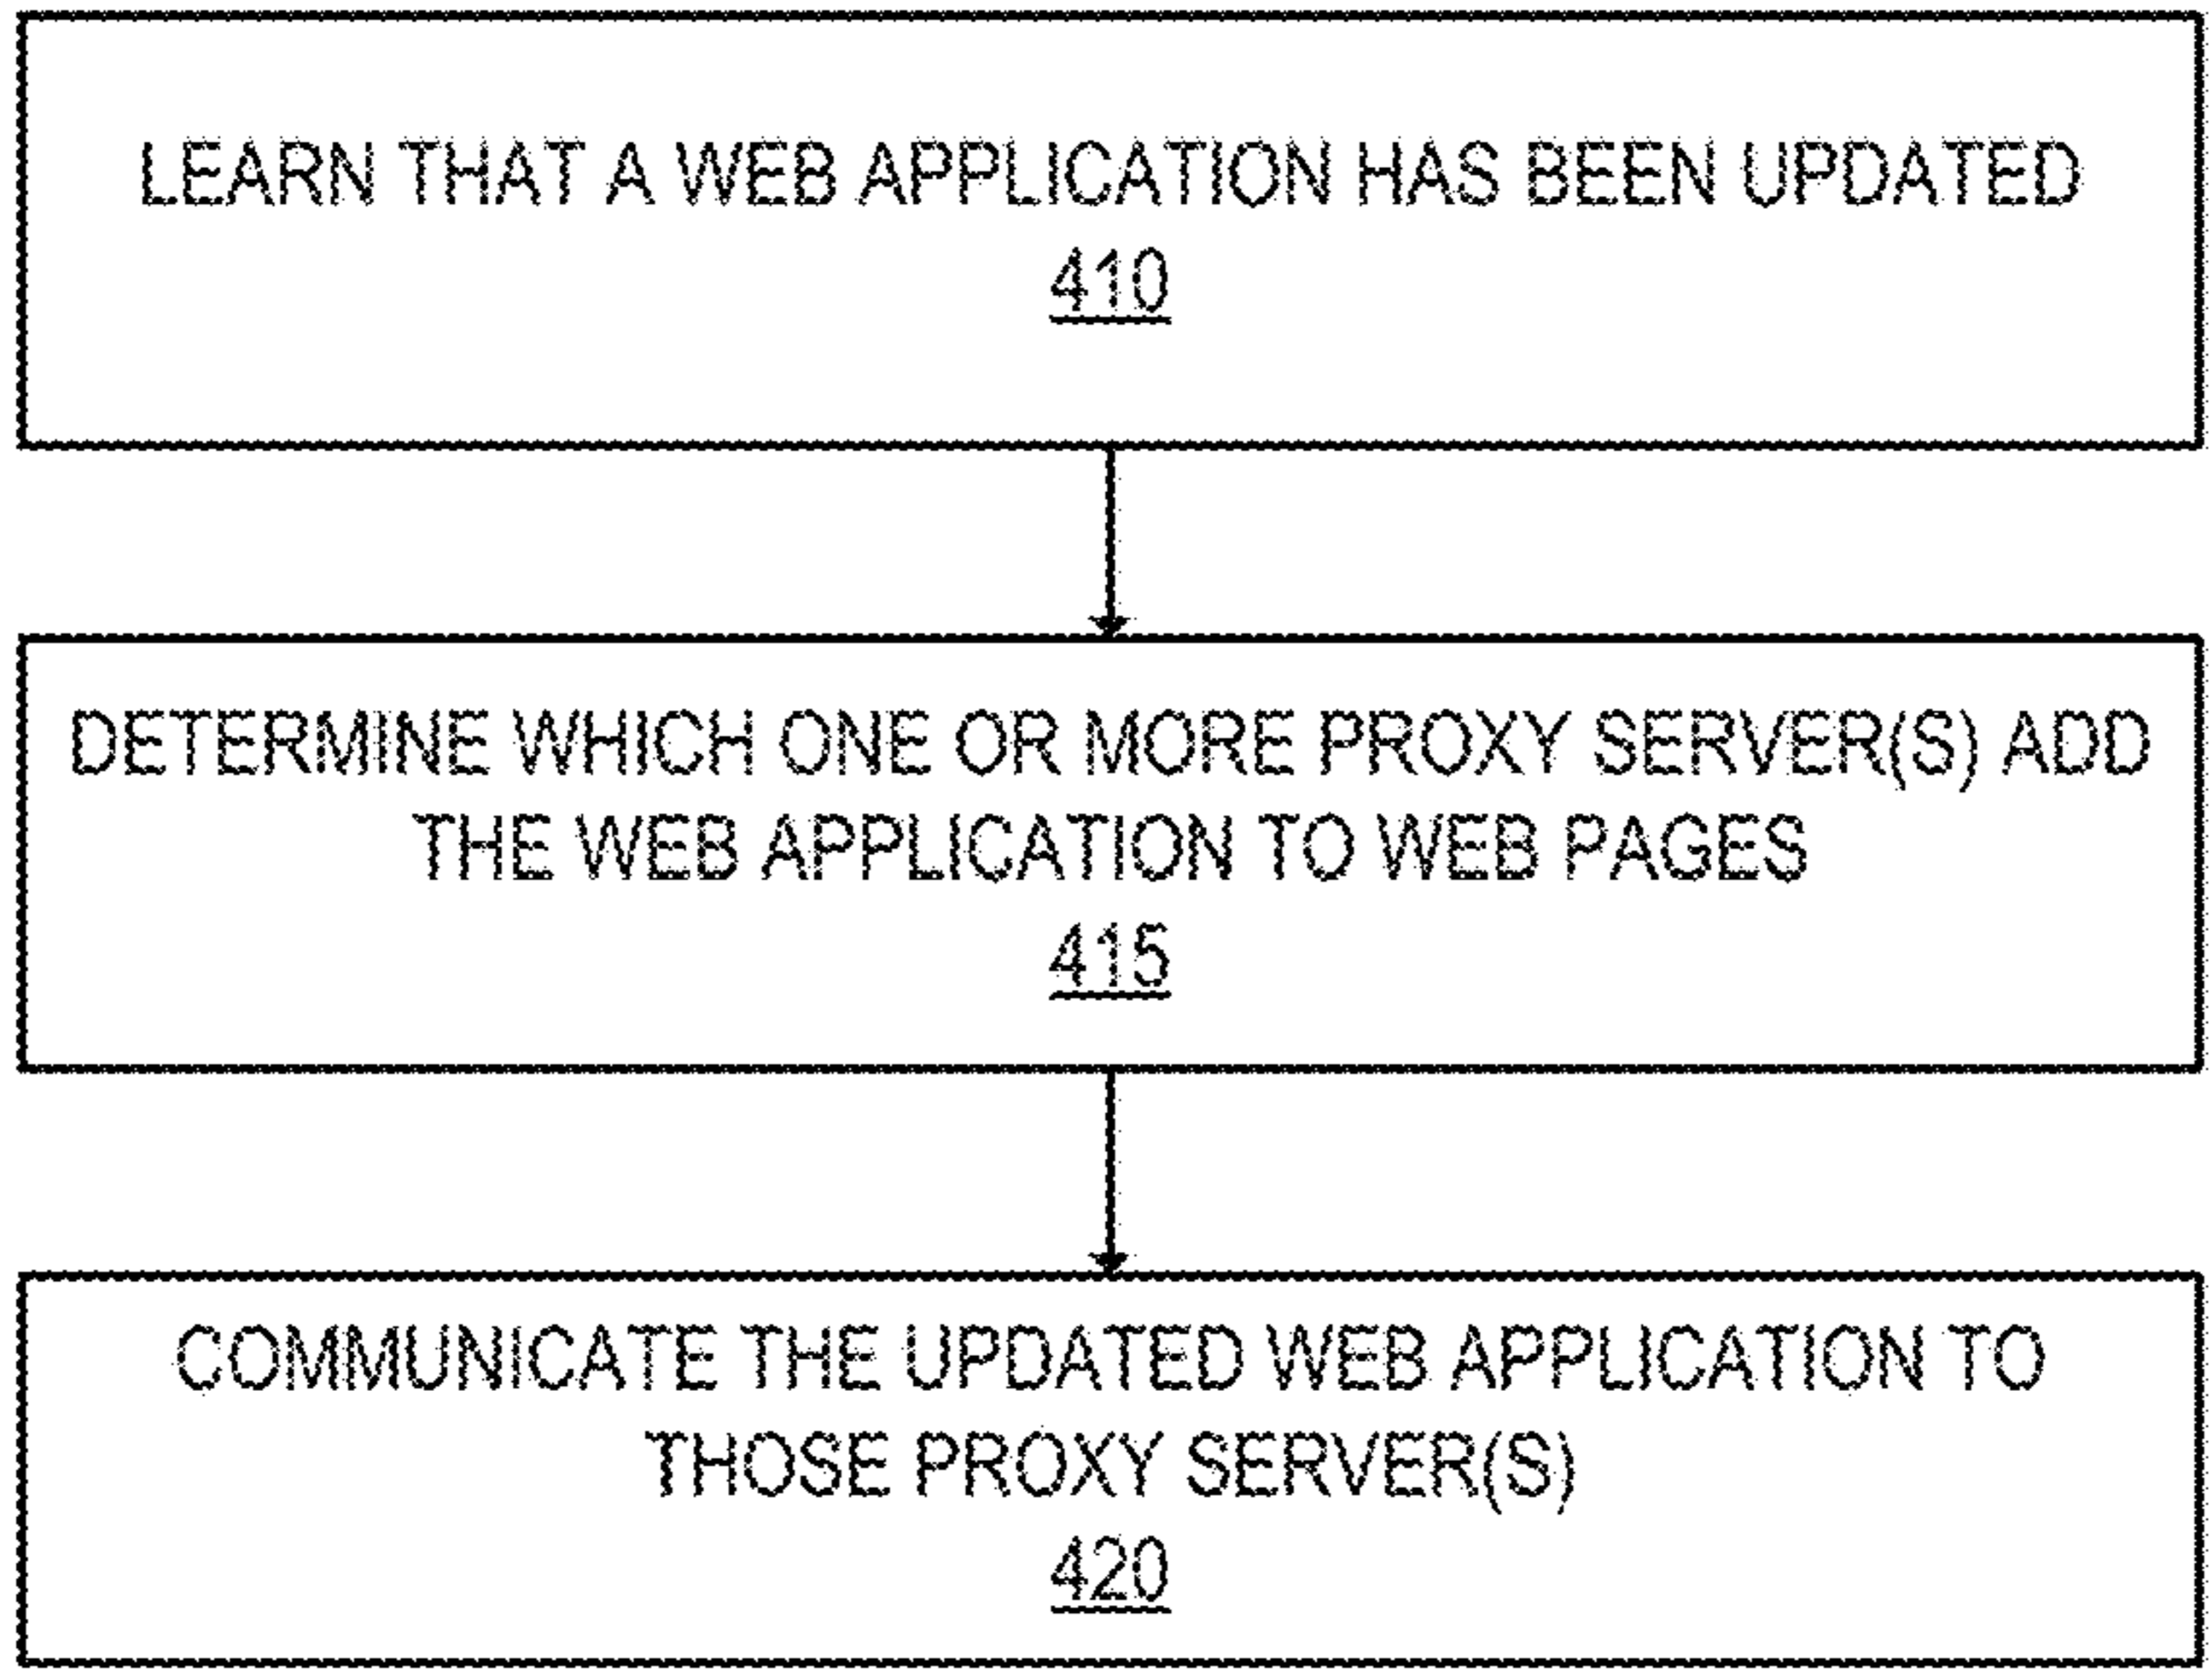 LEARN THAT A WEB APPLICATION HAS BEEN UPDATED
410
DETERMINE WHICH ONE OR MORE PROXY SERVER(S) ADD
THE WEB APPLICATION TO WEB PAGES
415
COMMUNICATE THE UPDATED WEB APPLICATION TO
THOSE PROXY SERVER(S)
420